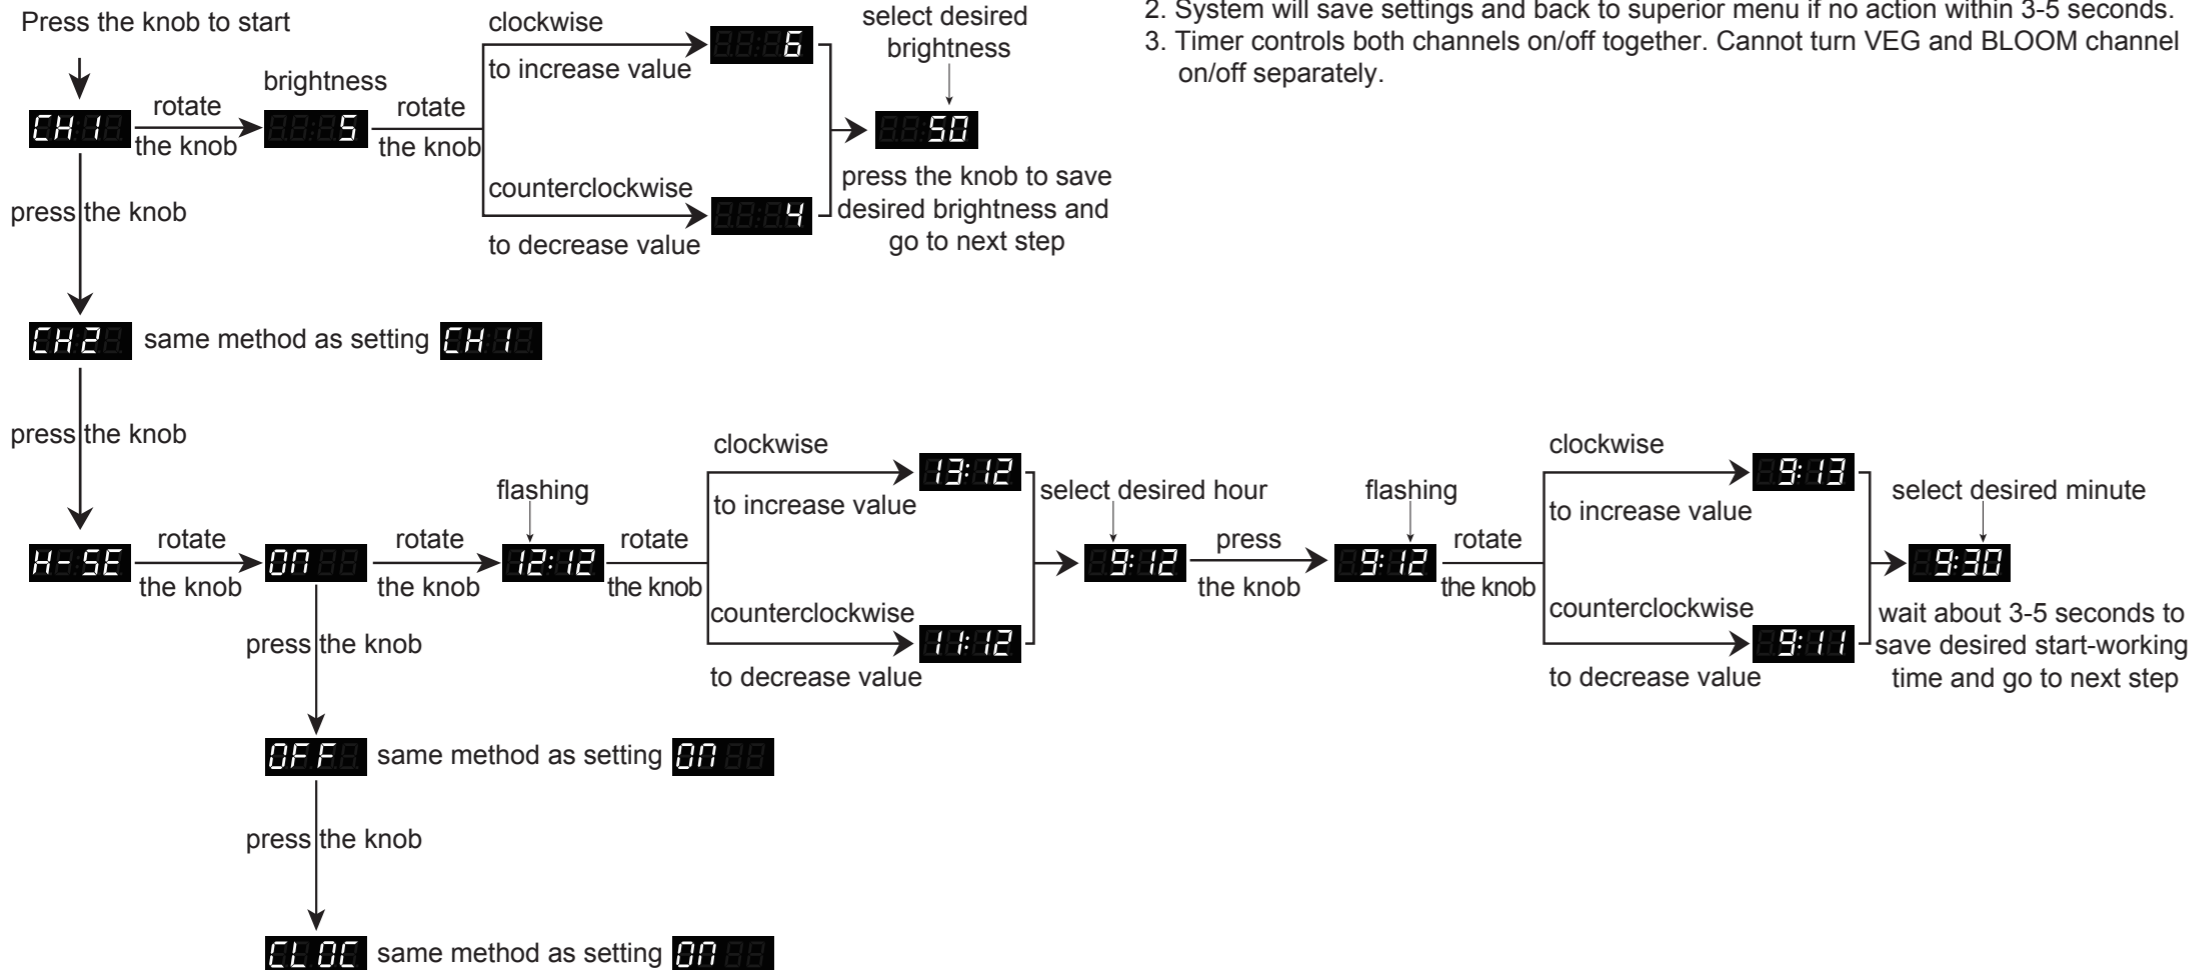 Press the knob to start
clockwise
to increase value
6
select desired
brightness
2. System will save settings and back to superior menu if no action within 3-5 seconds.
3. Timer controls both channels on/off together. Cannot turn VEG and BLOOM channel
on/off separately.
CH1
rotate
the knob
brightness
5
rotate
the knob
50
counterclockwise
to decrease value
4
press the knob to save
desired brightness and
go to next step
press the knob
CH2
same method as setting
CH1
press the knob
H-SE
rotate
the knob
ON
rotate
the knob
flashing
12:12
rotate
the knob
clockwise
to increase value
13:12
counterclockwise
to decrease value
11:12
select desired hour
9:12
press
the knob
flashing
9:12
rotate
the knob
clockwise
to increase value
9:13
counterclockwise
to decrease value
9:11
select desired minute
9:30
wait about 3-5 seconds to
save desired start-working
time and go to next step
press the knob
OFF
same method as setting
ON
press the knob
CLOC
same method as setting
ON